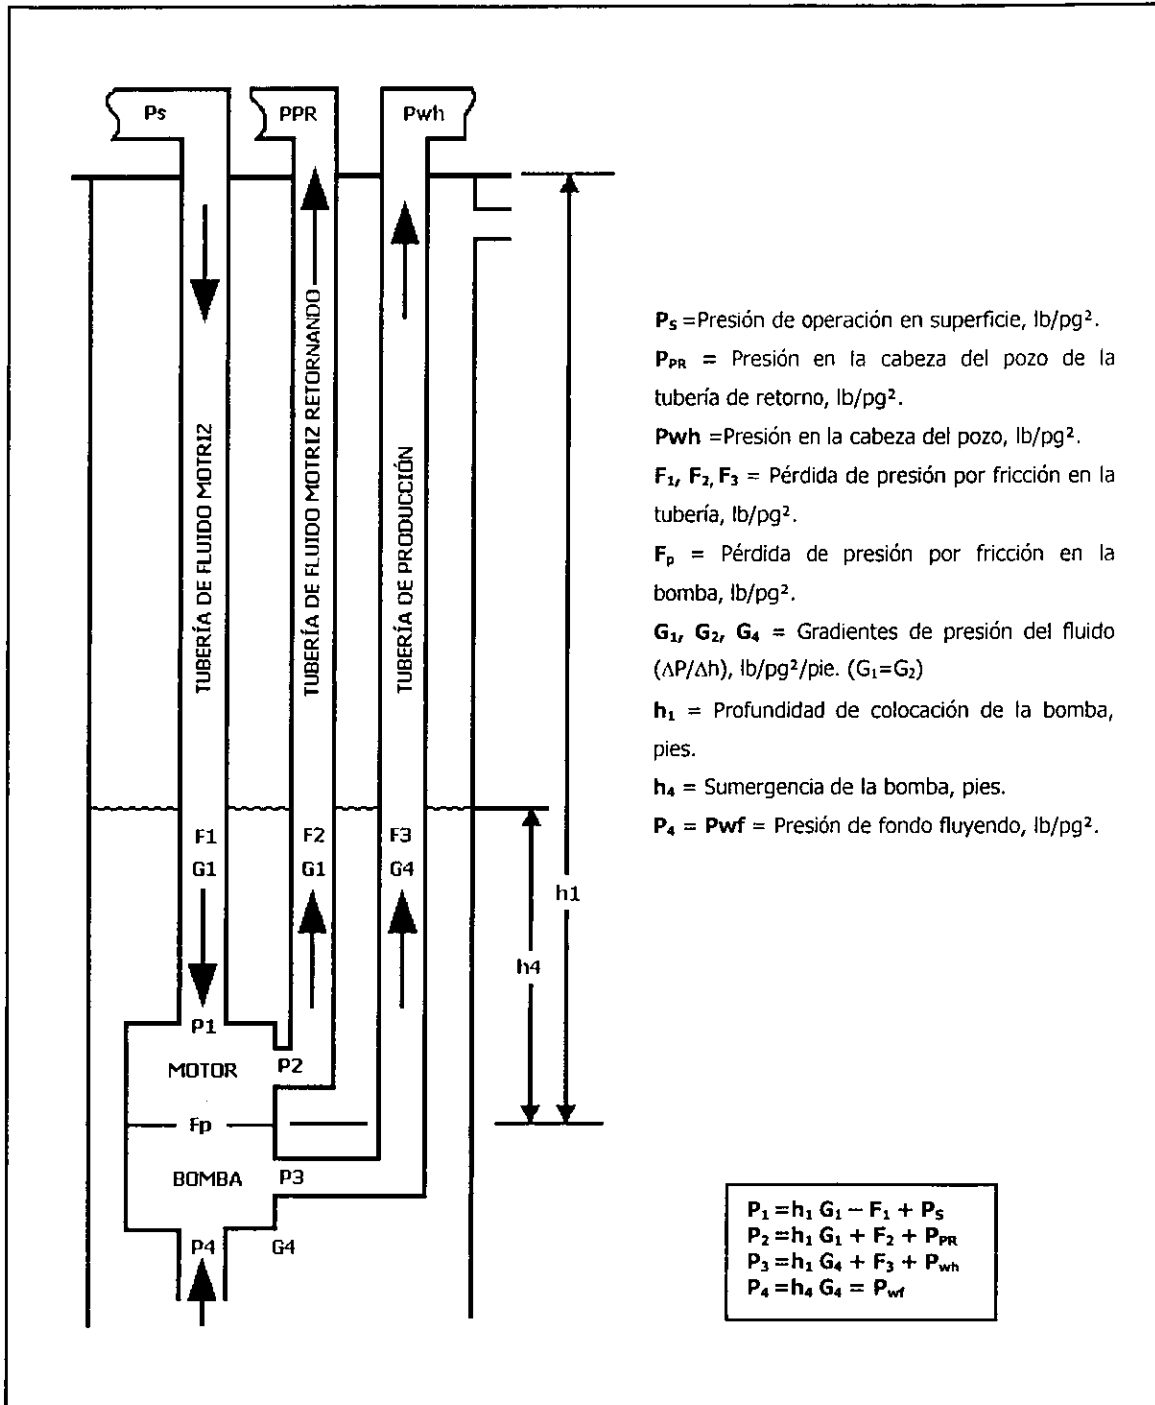 Ps PPR Pwh
TUBERÍA DE FLUIDO MOTRIZ
TUBERÍA DE FLUIDO MOTRIZ RETORNANDO
TUBERÍA DE PRODUCCIÓN
F1 F2 F3
G1 G1 G4
h1
h4
P1
MOTOR P2
Fp
BOMBA P3
P4 G4
Ps =Presión de operación en superficie, lb/pg².
PPR = Presión en la cabeza del pozo de la
tubería de retorno, lb/pg².
Pwh =Presión en la cabeza del pozo, lb/pg².
F₁, F₂, F₃ = Pérdida de presión por fricción en la
tubería, lb/pg².
Fp = Pérdida de presión por fricción en la
bomba, lb/pg².
G₁, G₂, G₄ = Gradientes de presión del fluido
(ΔP/Δh), lb/pg²/pie. (G₁=G₂)
h₁ = Profundidad de colocación de la bomba,
pies.
h₄ = Sumergencia de la bomba, pies.
P₄ = Pwf = Presión de fondo fluyendo, lb/pg².
P₁ =h₁ G₁ – F₁ + PS
P₂ =h₁ G₁ + F₂ + PPR
P₃ =h₁ G₄ + F₃ + Pwh
P₄ =h₄ G₄ = Pwf